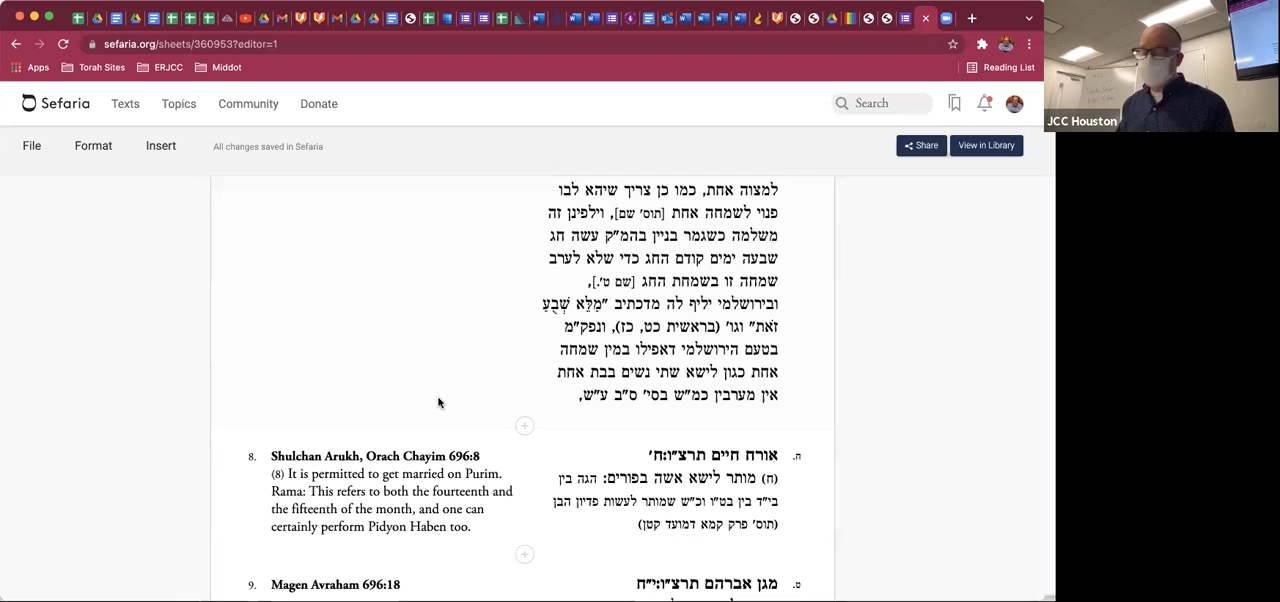 sefaria.org/sheets/360953?editor=1
Apps Torah Sites ERJCC Middot Reading List
Sefaria Texts Topics Community Donate Search
JCC Houston
File Format Insert All changes saved in Sefaria Share View in Library
למצוה אחת, כמו כן צריך שיהא לבו
פנוי לשמחה אחת [תוס' שם], וילפינן זה
משלמה כשגמר בניין בהמ"ק עשה חג
שבעה ימים קודם החג כדי שלא לערב
שמחה זו בשמחת החג [שם ט'.],
ובירושלמי יליף לה מדכתיב "מַלֵּא שְׁבֻעַ
זֹאת" וגו' (בראשית כט, כז), ונפק"מ
בטעם הירושלמי דאפילו במין שמחה
אחת כגון לישא שתי נשים בבת אחת
אין מערבין כמ"ש בסי' ס"ב ע"ש,
8. Shulchan Arukh, Orach Chayim 696:8
(8) It is permitted to get married on Purim.
Rama: This refers to both the fourteenth and
the fifteenth of the month, and one can
certainly perform Pidyon Haben too.
ח. אורח חיים תרצ"ו:ח'
(ח) מותר לישא אשה בפורים: הגה בין
בי"ד בין בט"ו וכ"ש שמותר לעשות פדיון הבן
(תוס' פרק קמא דמועד קטן)
9. Magen Avraham 696:18
ט. מגן אברהם תרצ"ו:י"ח